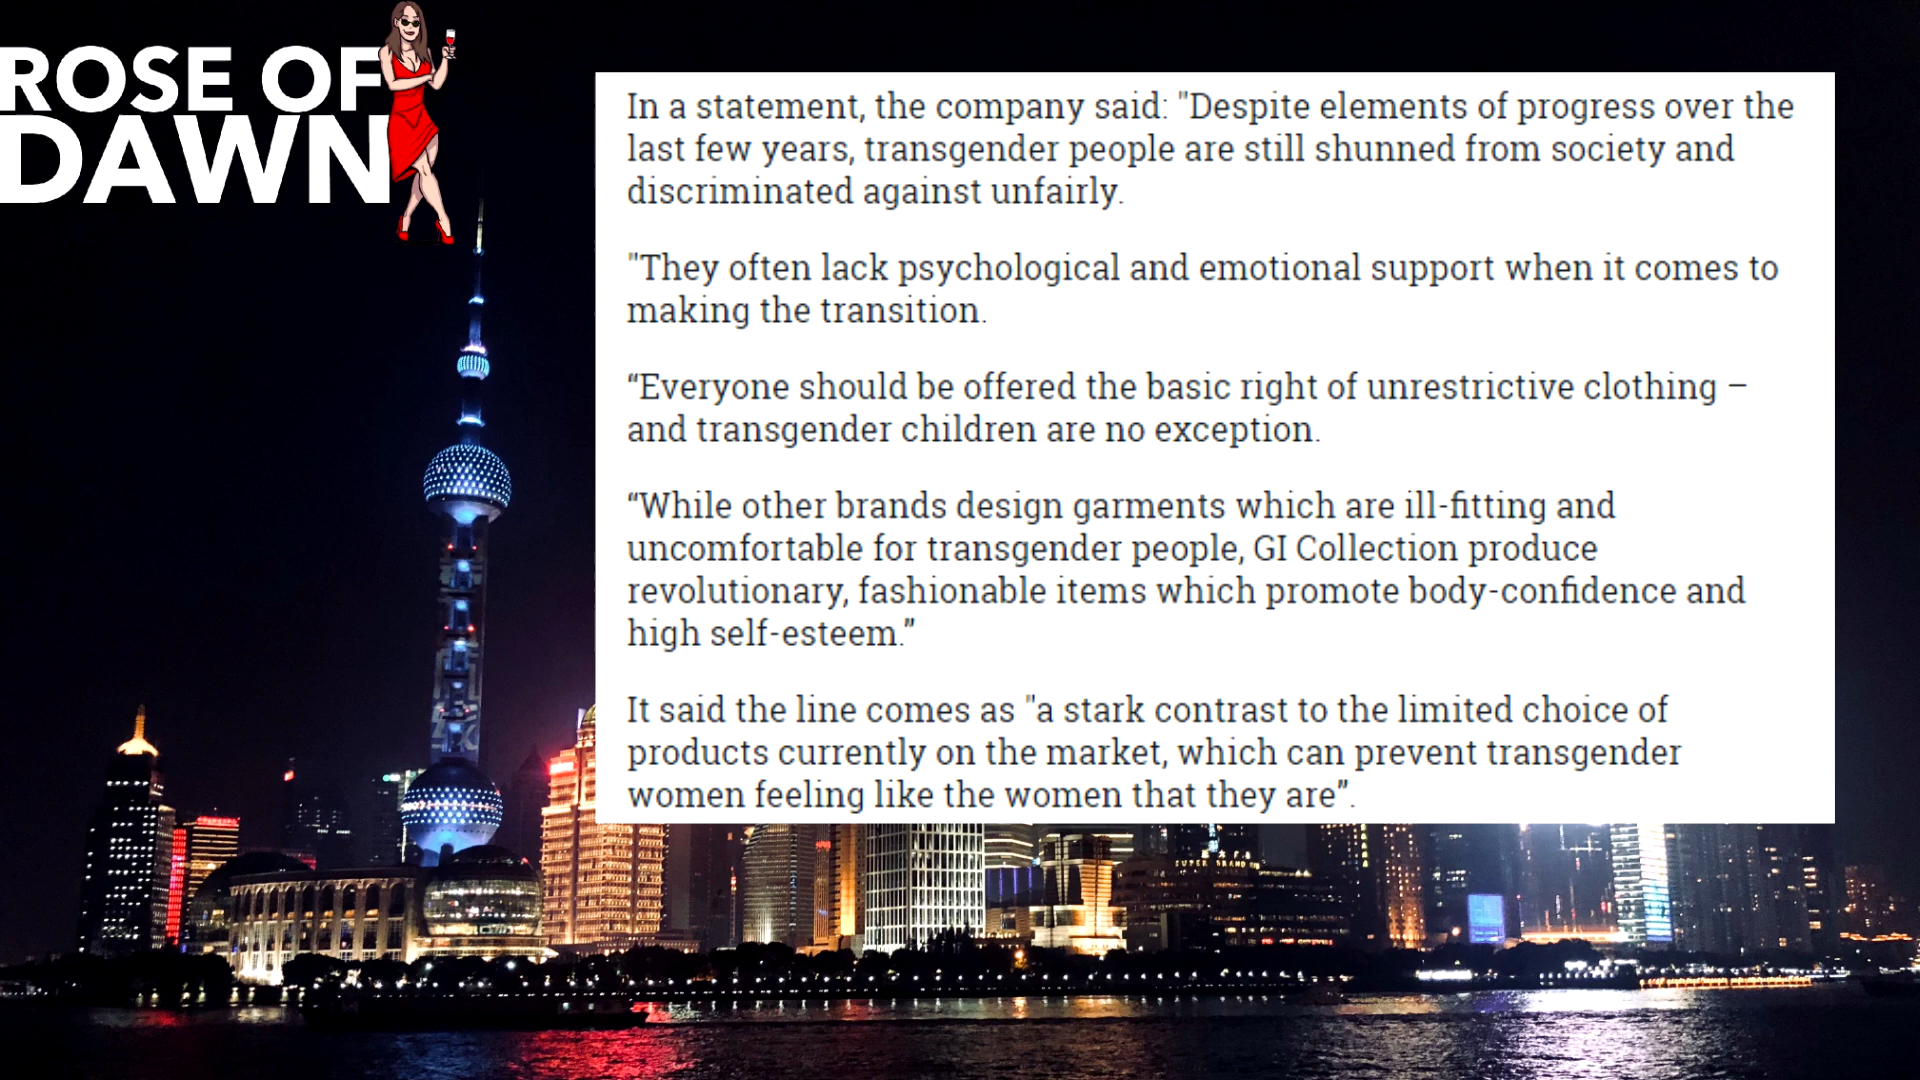 ROSE OF
DAWN
In a statement, the company said: "Despite elements of progress over the
last few years, transgender people are still shunned from society and
discriminated against unfairly.
"They often lack psychological and emotional support when it comes to
making the transition.
“Everyone should be offered the basic right of unrestrictive clothing –
and transgender children are no exception.
“While other brands design garments which are ill-fitting and
uncomfortable for transgender people, GI Collection produce
revolutionary, fashionable items which promote body-confidence and
high self-esteem.”
It said the line comes as "a stark contrast to the limited choice of
products currently on the market, which can prevent transgender
women feeling like the women that they are”.
SUPER BRAND